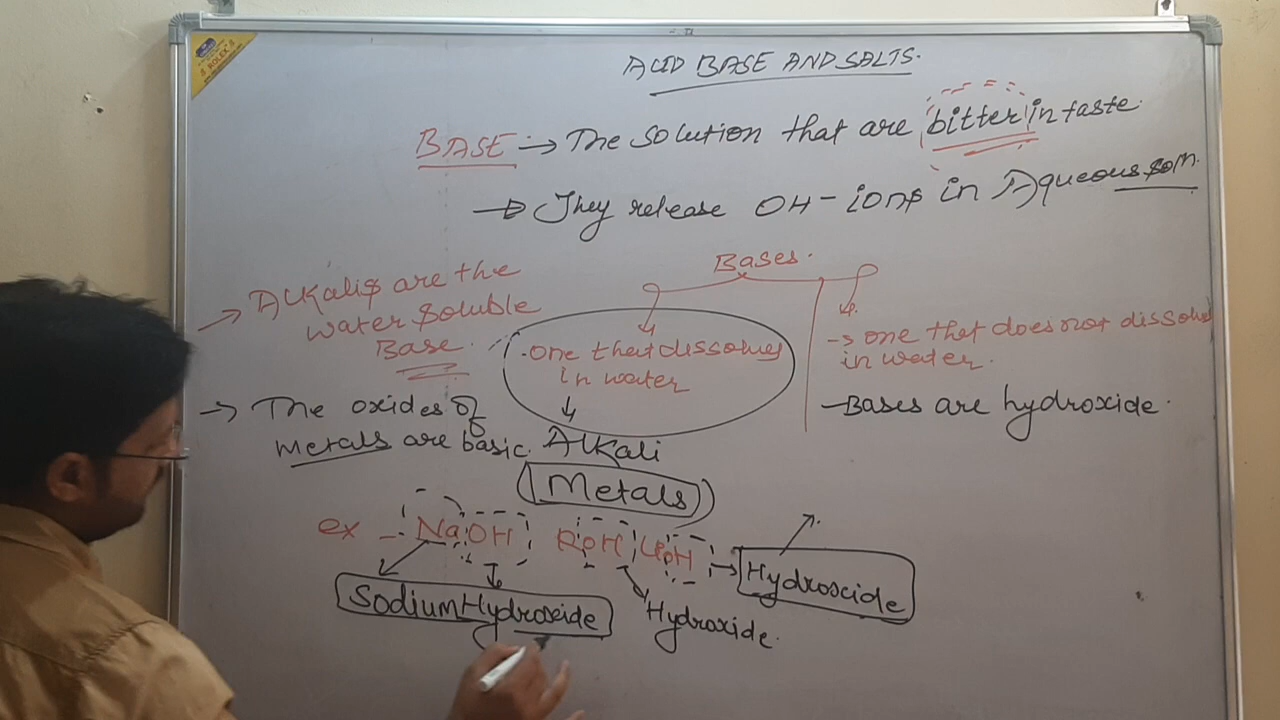 ACID BASE AND SALTS.
BASE → The solution that are bitter in taste.
→ They release OH- ions in Aqueous soln.
Bases.
→ Alkalis are the
water soluble
Base.
. one that dissolves
in water
→ one that does not dissolve
in water.
→ The oxides of
metals are basic.
Alkali
- Bases are hydroxide.
Metals
ex - NaOH KOH LiOH → Hydroxide
Sodium Hydroxide
Hydroxide.